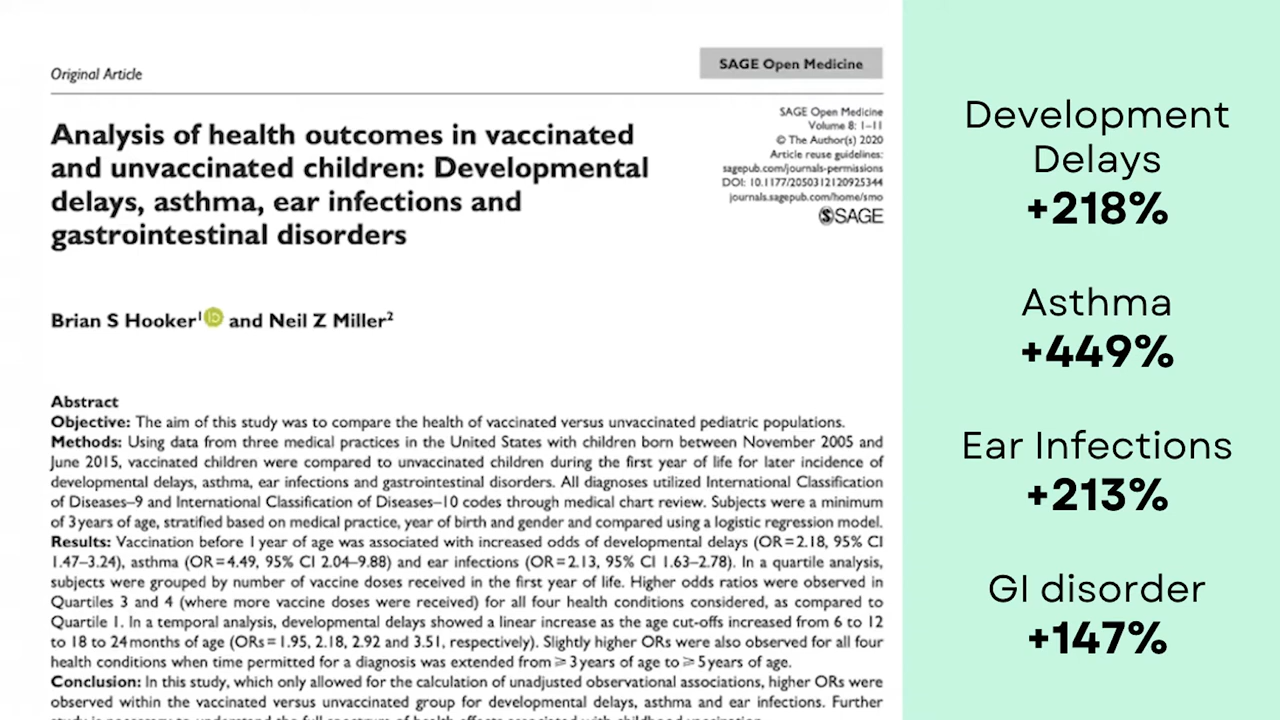 Original Article
SAGE Open Medicine
Analysis of health outcomes in vaccinated
and unvaccinated children: Developmental
delays, asthma, ear infections and
gastrointestinal disorders
SAGE Open Medicine
Volume 8: 1–11
© The Author(s) 2020
Article reuse guidelines:
sagepub.com/journals-permissions
DOI: 10.1177/2050312120925344
journals.sagepub.com/home/smo
SAGE
Brian S Hooker1 iD and Neil Z Miller2
Abstract
Objective: The aim of this study was to compare the health of vaccinated versus unvaccinated pediatric populations.
Methods: Using data from three medical practices in the United States with children born between November 2005 and
June 2015, vaccinated children were compared to unvaccinated children during the first year of life for later incidence of
developmental delays, asthma, ear infections and gastrointestinal disorders. All diagnoses utilized International Classification
of Diseases–9 and International Classification of Diseases–10 codes through medical chart review. Subjects were a minimum
of 3 years of age, stratified based on medical practice, year of birth and gender and compared using a logistic regression model.
Results: Vaccination before 1 year of age was associated with increased odds of developmental delays (OR = 2.18, 95% CI
1.47–3.24), asthma (OR = 4.49, 95% CI 2.04–9.88) and ear infections (OR = 2.13, 95% CI 1.63–2.78). In a quartile analysis,
subjects were grouped by number of vaccine doses received in the first year of life. Higher odds ratios were observed in
Quartiles 3 and 4 (where more vaccine doses were received) for all four health conditions considered, as compared to
Quartile 1. In a temporal analysis, developmental delays showed a linear increase as the age cut-offs increased from 6 to 12
to 18 to 24 months of age (ORs = 1.95, 2.18, 2.92 and 3.51, respectively). Slightly higher ORs were also observed for all four
health conditions when time permitted for a diagnosis was extended from ⩾ 3 years of age to ⩾ 5 years of age.
Conclusion: In this study, which only allowed for the calculation of unadjusted observational associations, higher ORs were
observed within the vaccinated versus unvaccinated group for developmental delays, asthma and ear infections. Further
study is necessary to understand the full spectrum of health effects associated with childhood vaccination.
Development
Delays
+218%
Asthma
+449%
Ear Infections
+213%
GI disorder
+147%